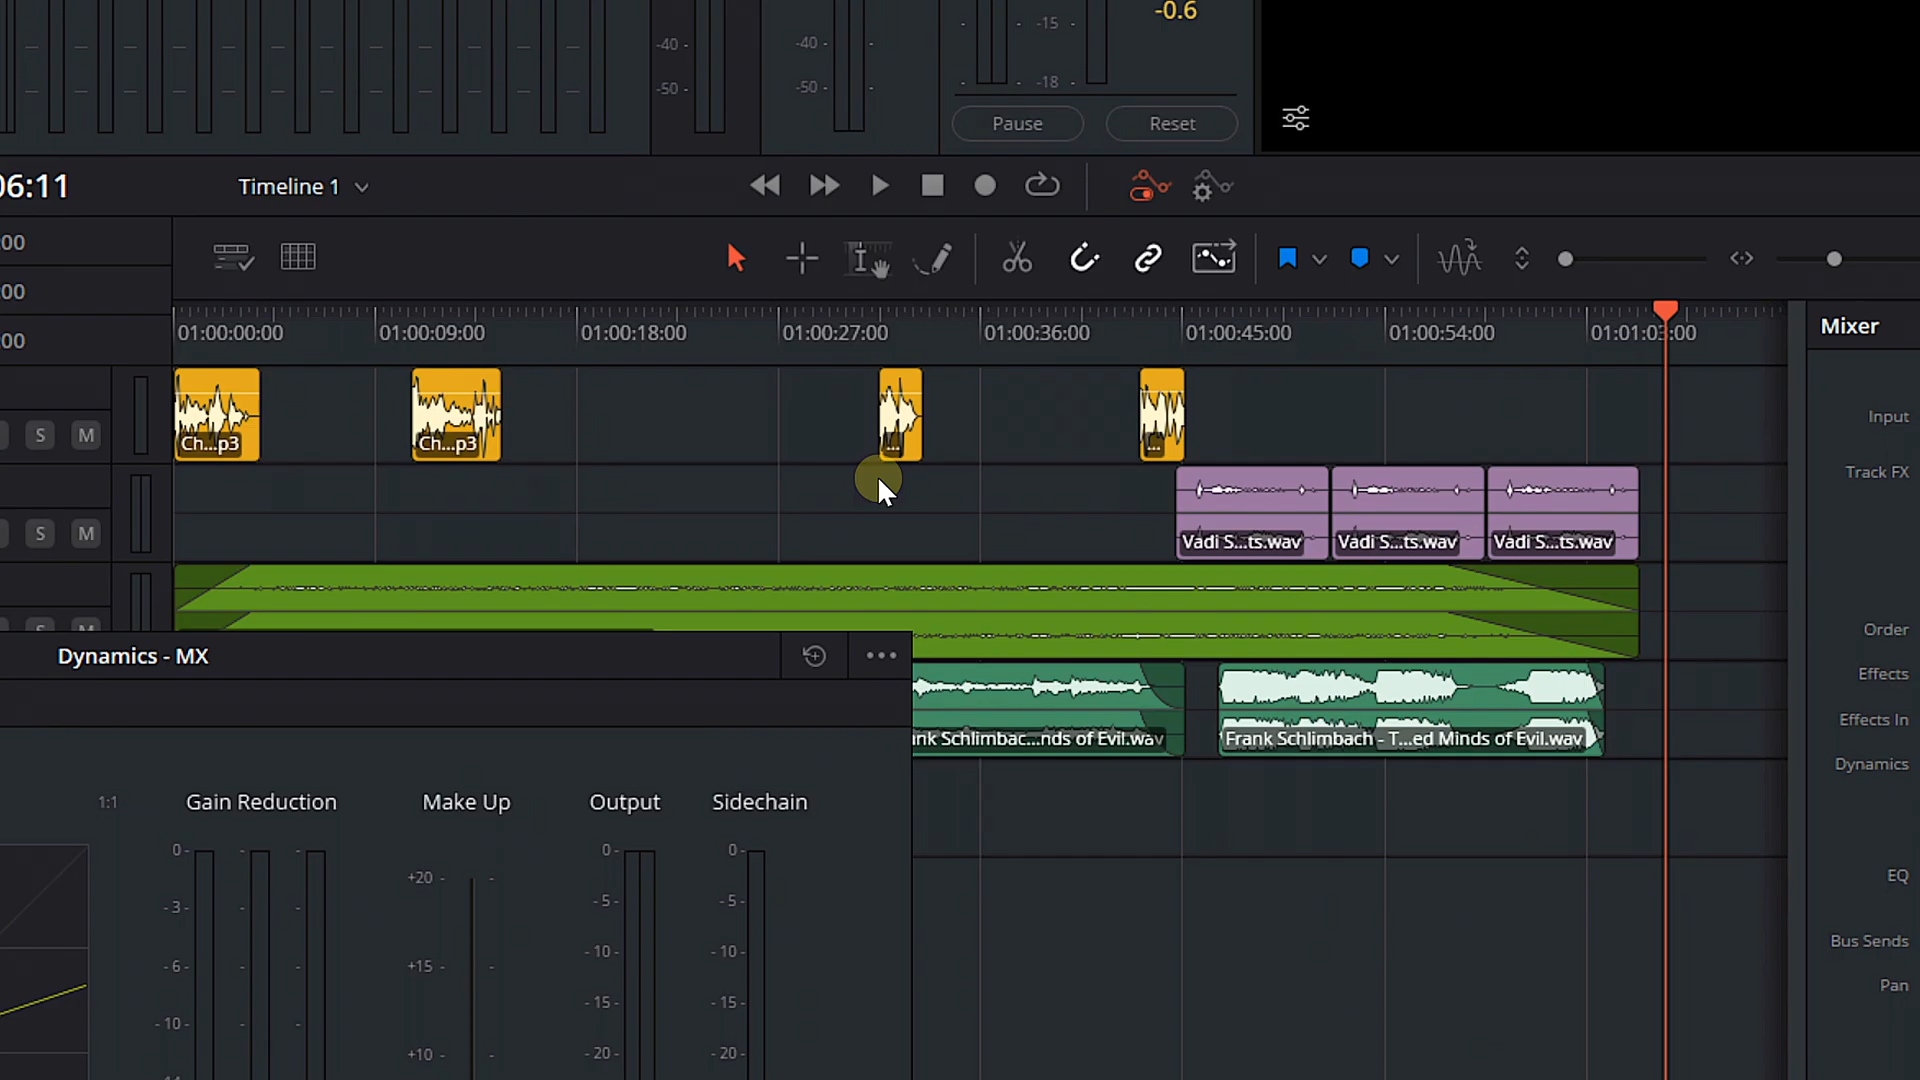 -0.6
-15
-40
-40
-18
-50
-50
Pause
Reset
06:11
Timeline 1
:00
01:00:00:00
01:00:09:00
01:00:18:00
01:00:27:00
01:00:36:00
01:00:45:00
01:00:54:00
01:01:03:00
Mixer
:00
:00
Input
S
M
Ch...p3
Ch...p3
...
...
Track FX
S
M
Vadi S...ts.wav
Vadi S...ts.wav
Vadi S...ts.wav
S
M
Order
Dynamics - MX
Effects
Effects In
nk Schlimbac...nds of Evil.wav
Frank Schlimbach - T...ed Minds of Evil.wav
Dynamics
1:1
Gain Reduction
Make Up
Output
Sidechain
0
0
0
+20
EQ
-3
-5
-5
Bus Sends
-6
+15
-10
-10
Pan
-15
-15
-10
+10
-20
-20